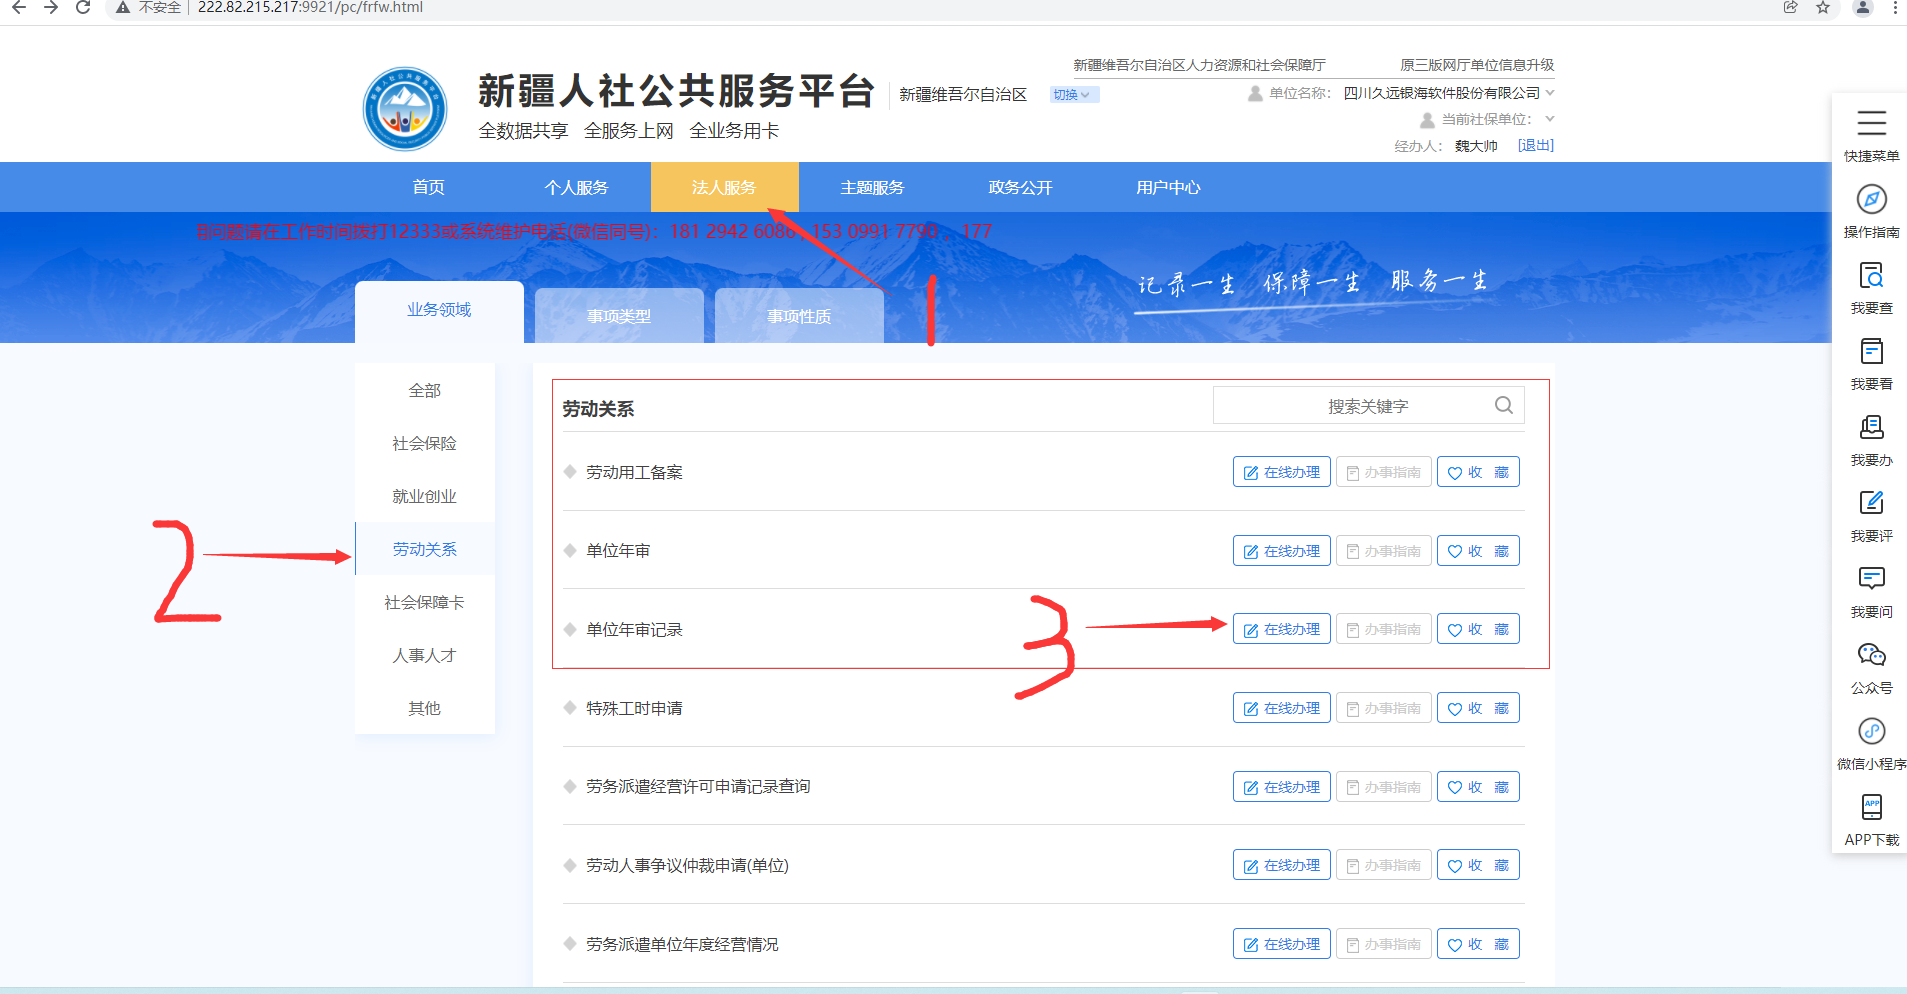 不安全 222.82.215.217:9921/pc/frfw.html
新疆维吾尔自治区人力资源和社会保障厅 原三版网厅单位信息升级
新疆人社公共服务平台 新疆维吾尔自治区 切换
单位名称： 四川久远银海软件股份有限公司
全数据共享 全服务上网 全业务用卡
当前社保单位：
经办人： 魏大帅 [退出]
首页 个人服务 法人服务 主题服务 政务公开 用户中心
问题请在工作时间拨打12333或系统维护电话(微信同号)：181 2942 6086，153 0991 7790 ，177
记录一生 保障一生 服务一生
1
业务领域 事项类型 事项性质
全部
社会保险
就业创业
劳动关系
社会保障卡
人事人才
其他
2
劳动关系 搜索关键字
劳动用工备案 在线办理 办事指南 收 藏
单位年审 在线办理 办事指南 收 藏
3
单位年审记录 在线办理 办事指南 收 藏
特殊工时申请 在线办理 办事指南 收 藏
劳务派遣经营许可申请记录查询 在线办理 办事指南 收 藏
劳动人事争议仲裁申请(单位) 在线办理 办事指南 收 藏
劳务派遣单位年度经营情况 在线办理 办事指南 收 藏
快捷菜单
操作指南
我要查
我要看
我要办
我要评
我要问
公众号
微信小程序
APP
APP下载